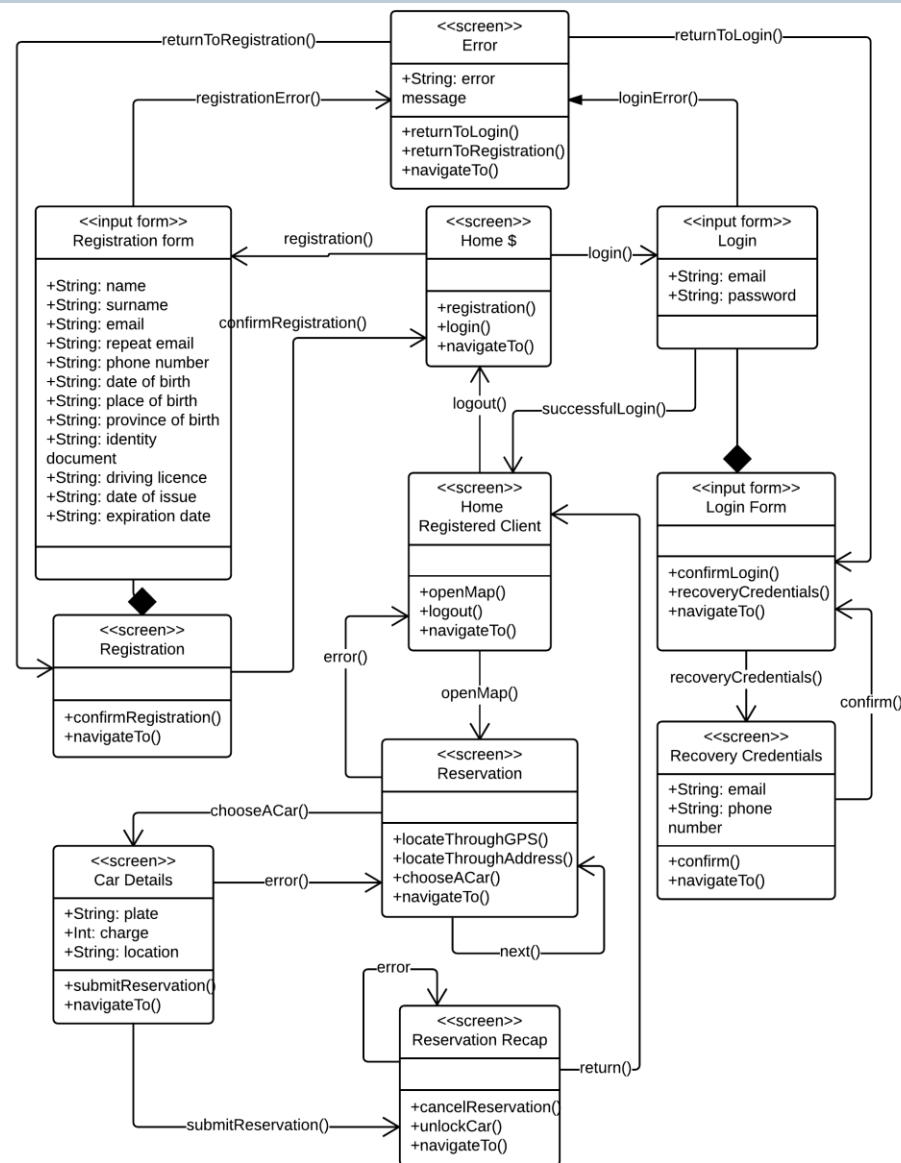 <<screen>>
Error
+String: error
message
+returnToLogin()
+returnToRegistration()
+navigateTo()
returnToRegistration()
returnToLogin()
registrationError()
loginError()
<<input form>>
Registration form
+String: name
+String: surname
+String: email
+String: repeat email
+String: phone number
+String: date of birth
+String: place of birth
+String: province of birth
+String: identity
document
+String: driving licence
+String: date of issue
+String: expiration date
registration()
<<screen>>
Home $
+registration()
+login()
+navigateTo()
login()
<<input form>>
Login
+String: email
+String: password
confirmRegistration()
logout()
successfulLogin()
<<screen>>
Home
Registered Client
+openMap()
+logout()
+navigateTo()
<<input form>>
Login Form
+confirmLogin()
+recoveryCredentials()
+navigateTo()
<<screen>>
Registration
+confirmRegistration()
+navigateTo()
error()
openMap()
recoveryCredentials()
confirm()
<<screen>>
Reservation
+locateThroughGPS()
+locateThroughAddress()
+chooseACar()
+navigateTo()
<<screen>>
Recovery Credentials
+String: email
+String: phone
number
+confirm()
+navigateTo()
chooseACar()
<<screen>>
Car Details
+String: plate
+Int: charge
+String: location
+submitReservation()
+navigateTo()
error()
next()
error
<<screen>>
Reservation Recap
+cancelReservation()
+unlockCar()
+navigateTo()
return()
submitReservation()